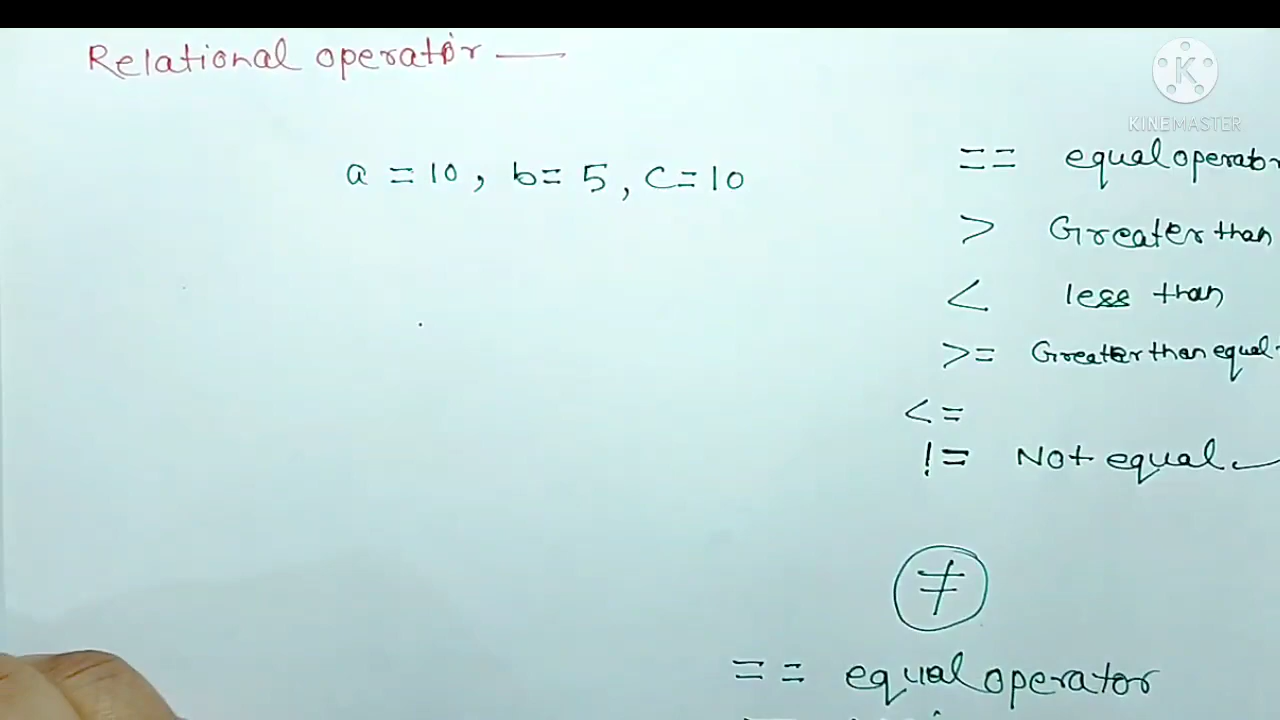 Relational operator —
K
KINEMASTER
a = 10, b= 5, c=10
== equal operator
> Greater than
< less than
>= Greater than equal
<=
!= Not equal
≠
== equal operator